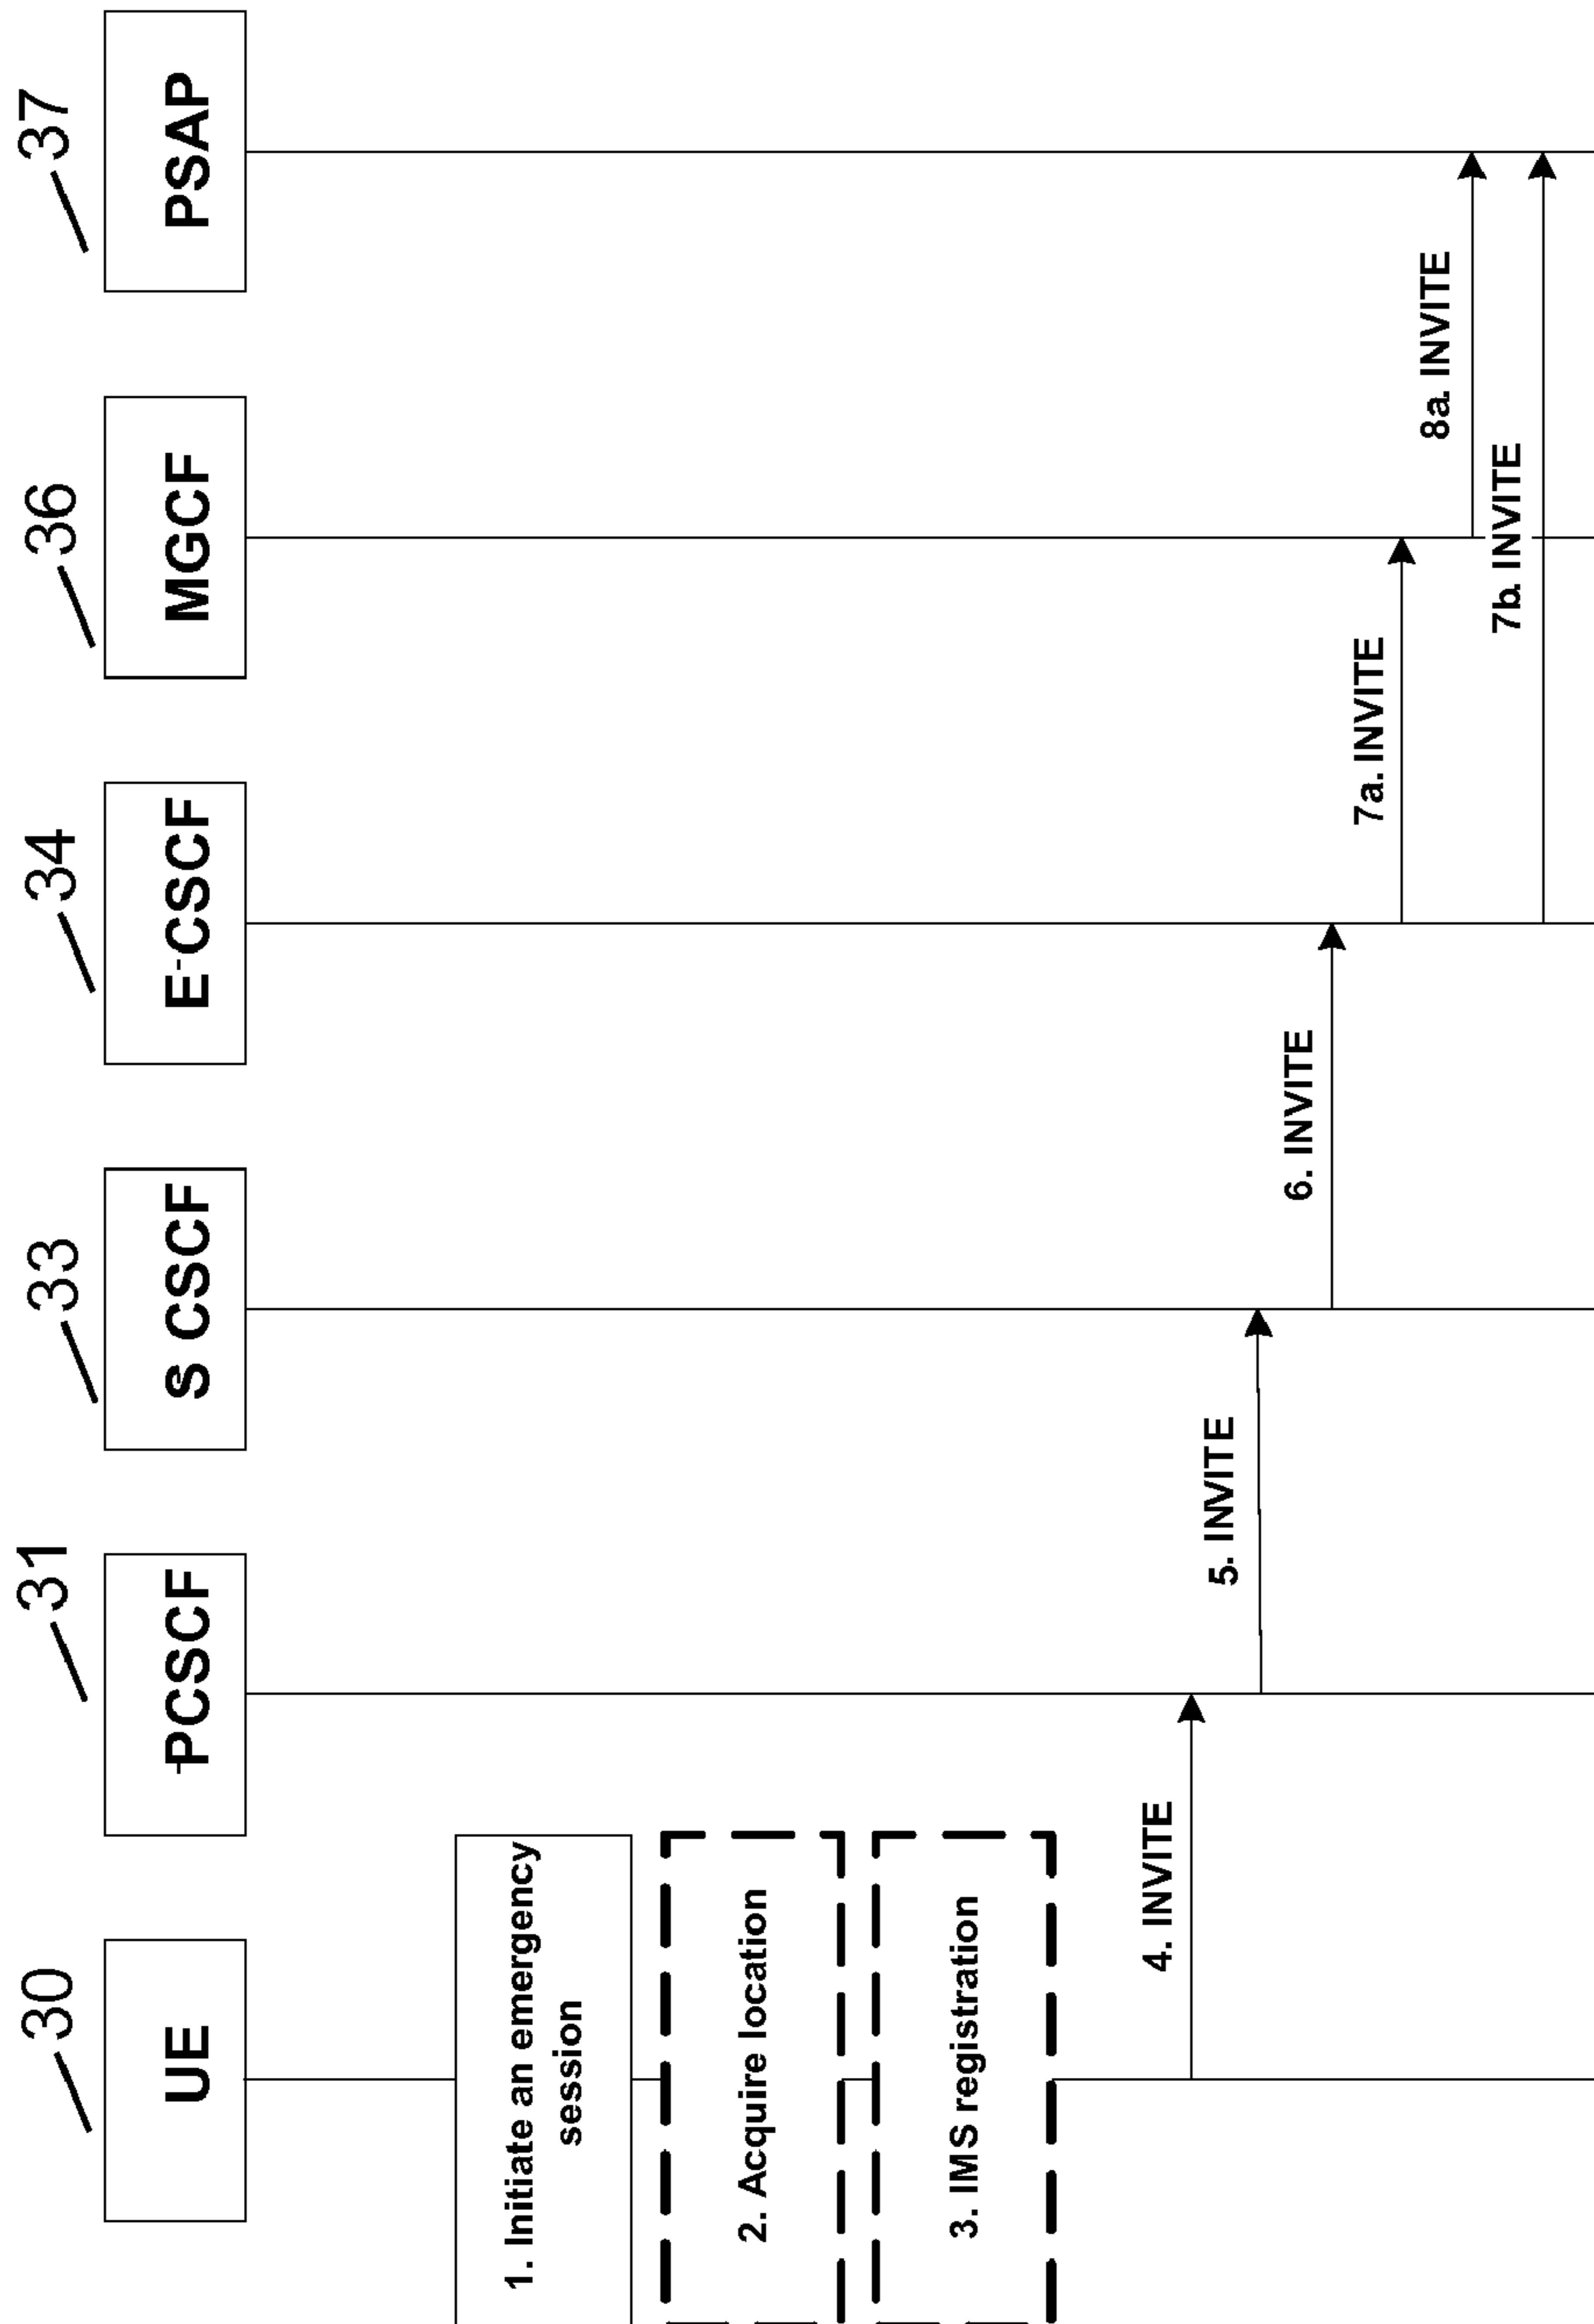 30
31
33
34
36
37
UE
PCSCF
S CSCF
E-CSCF
MGCF
PSAP
1. Initiate an emergency
session
2. Acquire location
3. IMS registration
4. INVITE
5. INVITE
6. INVITE
7a. INVITE
8a. INVITE
7b. INVITE